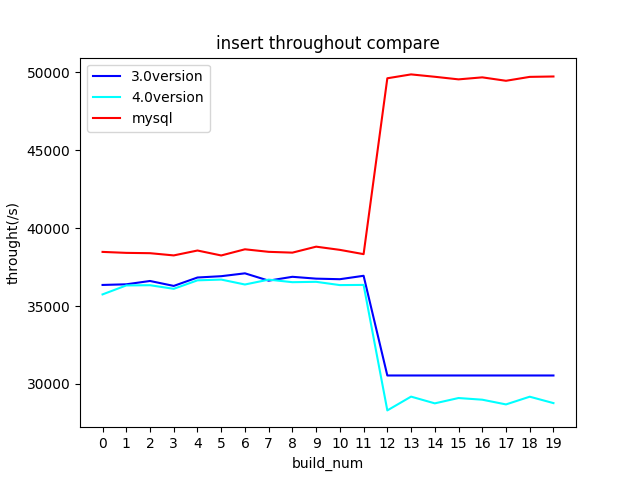 insert throughout compare
3.0version
4.0version
mysql
throught(/s)
50000
45000
40000
35000
30000
0 1 2 3 4 5 6 7 8 9 10 11 12 13 14 15 16 17 18 19
build_num